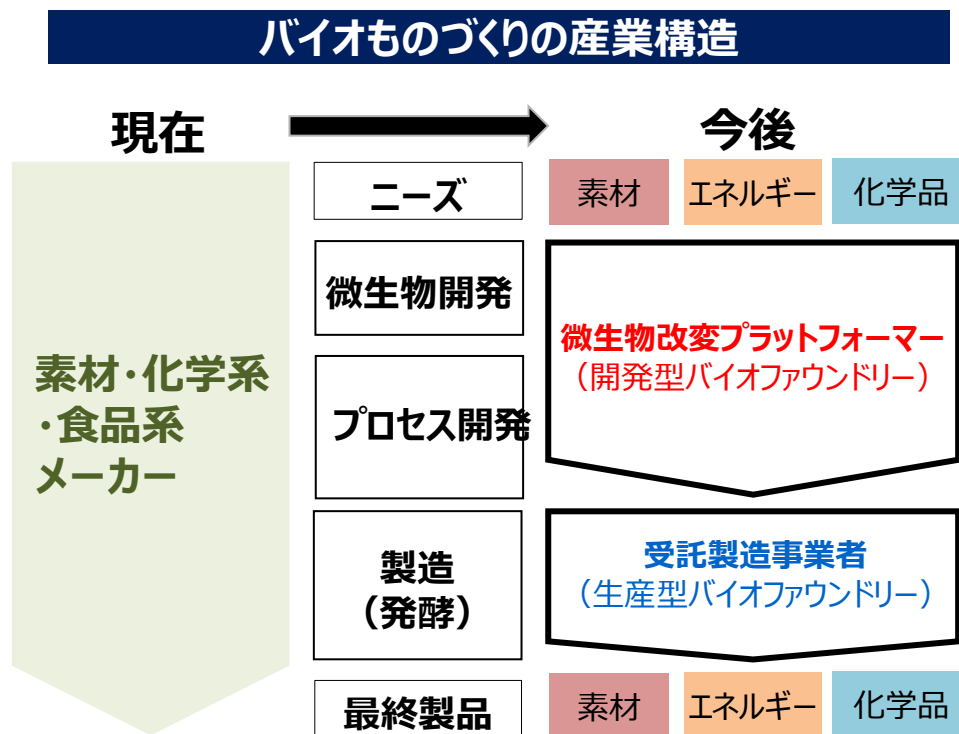 バイオものづくりの産業構造
現在
今後
ニーズ
素材
エネルギー
化学品
素材・化学系
・食品系
メーカー
微生物開発
プロセス開発
微生物改変プラットフォーマー
（開発型バイオファウンドリー）
製造
（発酵）
受託製造事業者
（生産型バイオファウンドリー）
最終製品
素材
エネルギー
化学品